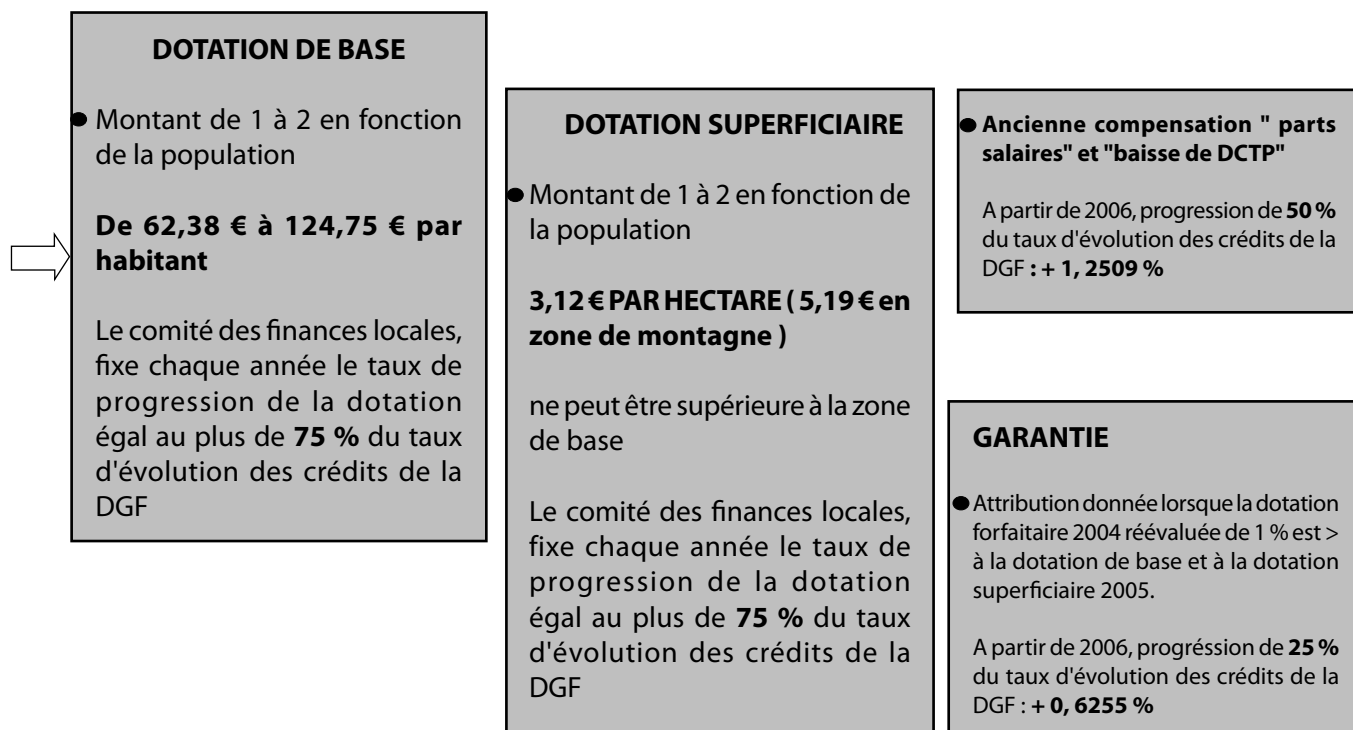 DOTATION DE BASE
● Montant de 1 à 2 en fonction
de la population
De 62,38 € à 124,75 € par
habitant
Le comité des finances locales,
fixe chaque année le taux de
progression de la dotation
égal au plus de 75 % du taux
d'évolution des crédits de la
DGF
DOTATION SUPERFICIAIRE
● Montant de 1 à 2 en fonction de
la population
3,12 € PAR HECTARE ( 5,19 € en
zone de montagne )
ne peut être supérieure à la zone
de base
Le comité des finances locales,
fixe chaque année le taux de
progression de la dotation
égal au plus de 75 % du taux
d'évolution des crédits de la
DGF
● Ancienne compensation " parts
salaires" et "baisse de DCTP"
A partir de 2006, progression de 50 %
du taux d'évolution des crédits de la
DGF : + 1, 2509 %
GARANTIE
● Attribution donnée lorsque la dotation
forfaitaire 2004 réévaluée de 1 % est >
à la dotation de base et à la dotation
superficiaire 2005.
A partir de 2006, progréssion de 25 %
du taux d'évolution des crédits de la
DGF : + 0, 6255 %